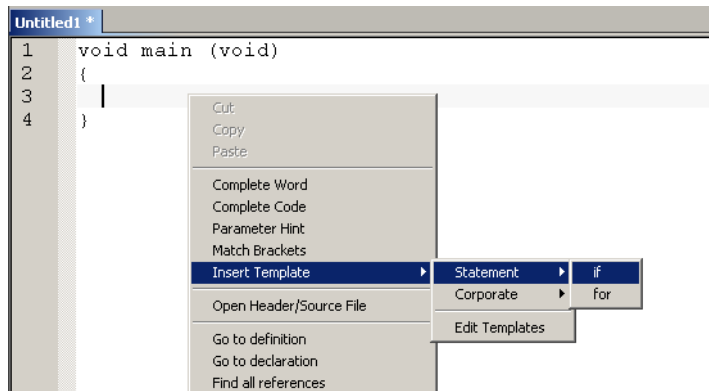 Untitled1 *
1 void main (void)
2 {
3
4 }
Cut
Copy
Paste
Complete Word
Complete Code
Parameter Hint
Match Brackets
Insert Template
Statement
if
Corporate
for
Edit Templates
Open Header/Source File
Go to definition
Go to declaration
Find all references